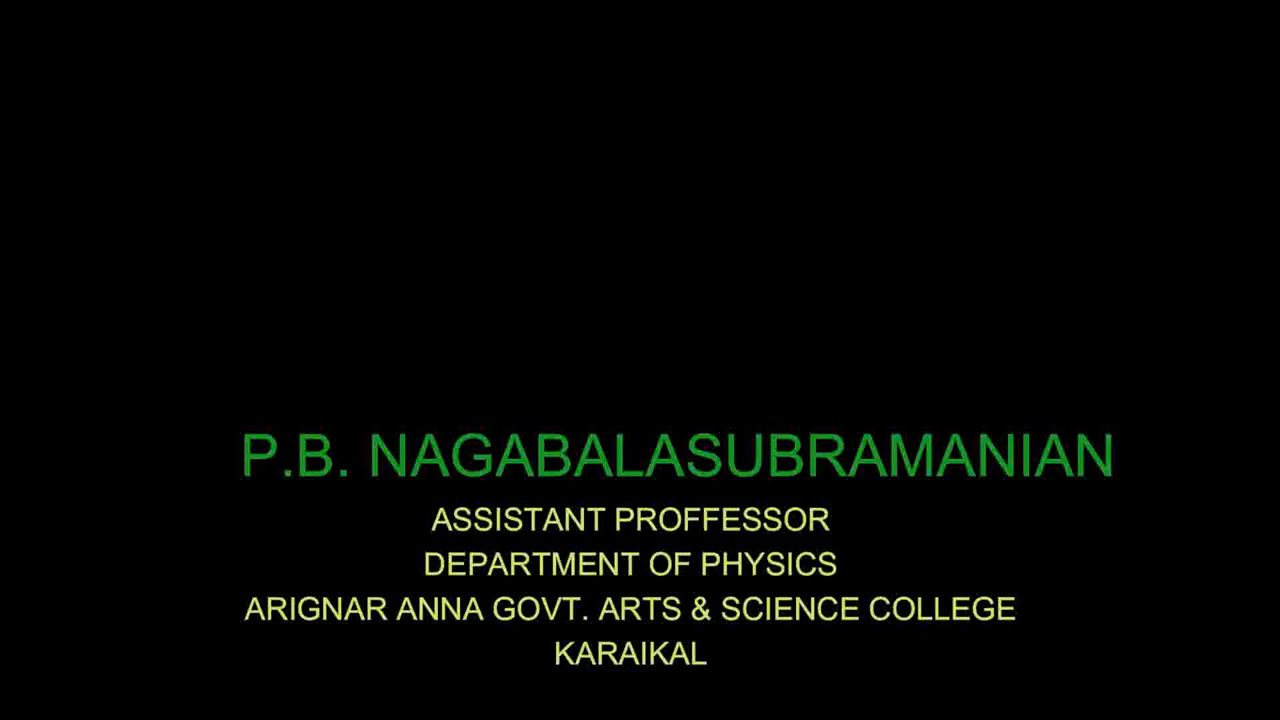 P.B. NAGABALASUBRAMANIAN
ASSISTANT PROFFESSOR
DEPARTMENT OF PHYSICS
ARIGNAR ANNA GOVT. ARTS & SCIENCE COLLEGE
KARAIKAL